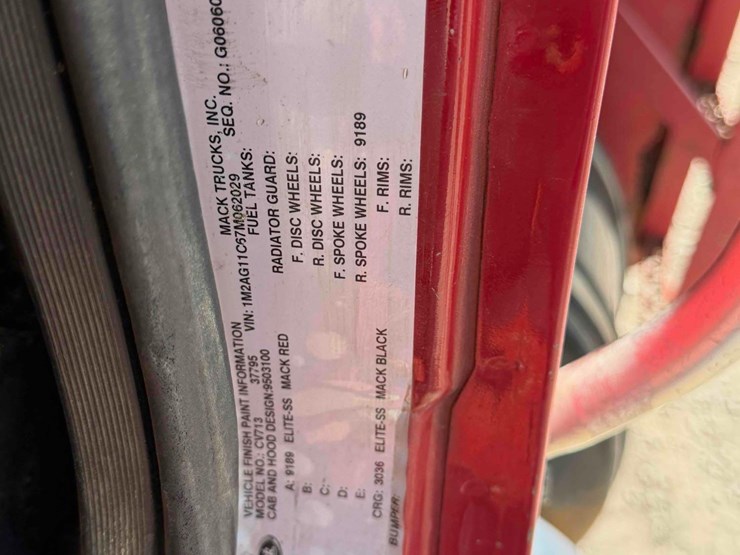 MACK TRUCKS, INC.
VEHICLE FINISH PAINT INFORMATION SEQ. NO.: G06060
MODEL NO.: CV713 37795 VIN: 1M2AG11C67M062029
CAB AND HOOD DESIGN:9503100 FUEL TANKS:
RADIATOR GUARD:
A: 9189 ELITE-SS MACK RED F. DISC WHEELS:
B: R. DISC WHEELS:
C: F. SPOKE WHEELS:
D: R. SPOKE WHEELS: 9189
E: F. RIMS:
CRG: 3036 ELITE-SS MACK BLACK R. RIMS:
BUMPER: